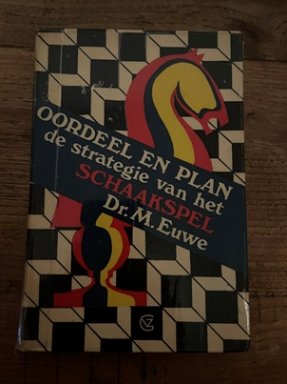 OORDEEL EN PLAN
de strategie van het
SCHAAKSPEL
Dr. M. Euwe